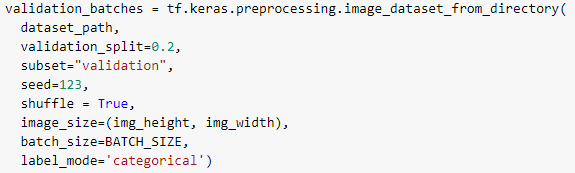 validation_batches = tf.keras.preprocessing.image_dataset_from_directory(
  dataset_path,
  validation_split=0.2,
  subset="validation",
  seed=123,
  shuffle = True,
  image_size=(img_height, img_width),
  batch_size=BATCH_SIZE,
  label_mode='categorical')